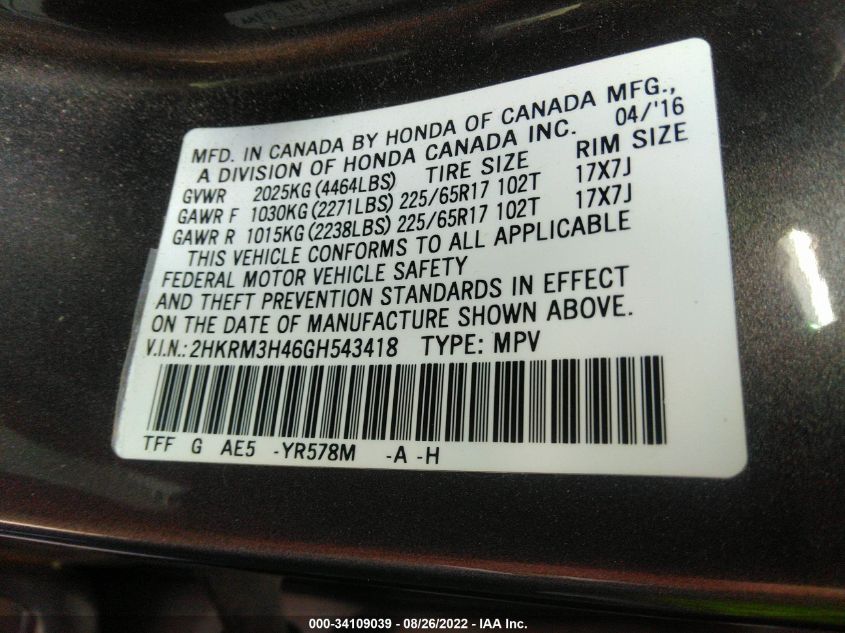 MFD. IN CANADA BY HONDA OF CANADA MFG.,
A DIVISION OF HONDA CANADA INC. 04/'16
GVWR 2025KG (4464LBS) TIRE SIZE RIM SIZE
GAWR F 1030KG (2271LBS) 225/65R17 102T 17X7J
GAWR R 1015KG (2238LBS) 225/65R17 102T 17X7J
THIS VEHICLE CONFORMS TO ALL APPLICABLE
FEDERAL MOTOR VEHICLE SAFETY
AND THEFT PREVENTION STANDARDS IN EFFECT
ON THE DATE OF MANUFACTURE SHOWN ABOVE.
V.I.N.: 2HKRM3H46GH543418 TYPE: MPV
TFF G AE5 -YR578M -A -H
000-34109039 - 08/26/2022 - IAA Inc.